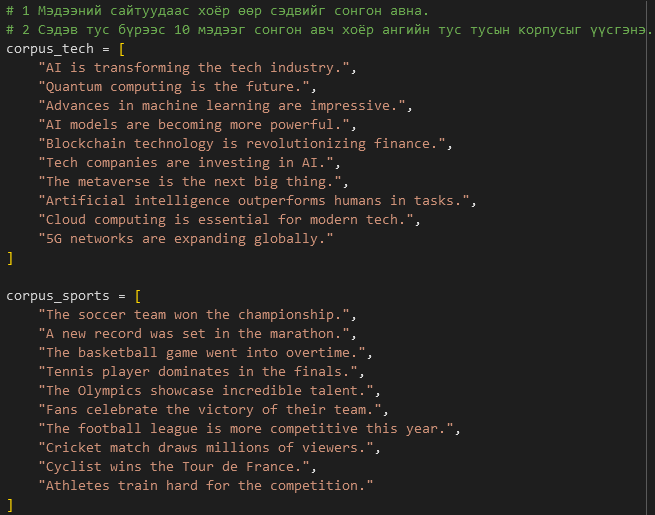 # 1 Мэдээний сайтуудаас хоёр өөр сэдвийг сонгон авна.
# 2 Сэдэв тус бүрээс 10 мэдээг сонгон авч хоёр ангийн тус тусын корпусыг үүсгэнэ.
corpus_tech = [
    "AI is transforming the tech industry.",
    "Quantum computing is the future.",
    "Advances in machine learning are impressive.",
    "AI models are becoming more powerful.",
    "Blockchain technology is revolutionizing finance.",
    "Tech companies are investing in AI.",
    "The metaverse is the next big thing.",
    "Artificial intelligence outperforms humans in tasks.",
    "Cloud computing is essential for modern tech.",
    "5G networks are expanding globally."
]
corpus_sports = [
    "The soccer team won the championship.",
    "A new record was set in the marathon.",
    "The basketball game went into overtime.",
    "Tennis player dominates in the finals.",
    "The Olympics showcase incredible talent.",
    "Fans celebrate the victory of their team.",
    "The football league is more competitive this year.",
    "Cricket match draws millions of viewers.",
    "Cyclist wins the Tour de France.",
    "Athletes train hard for the competition."
]